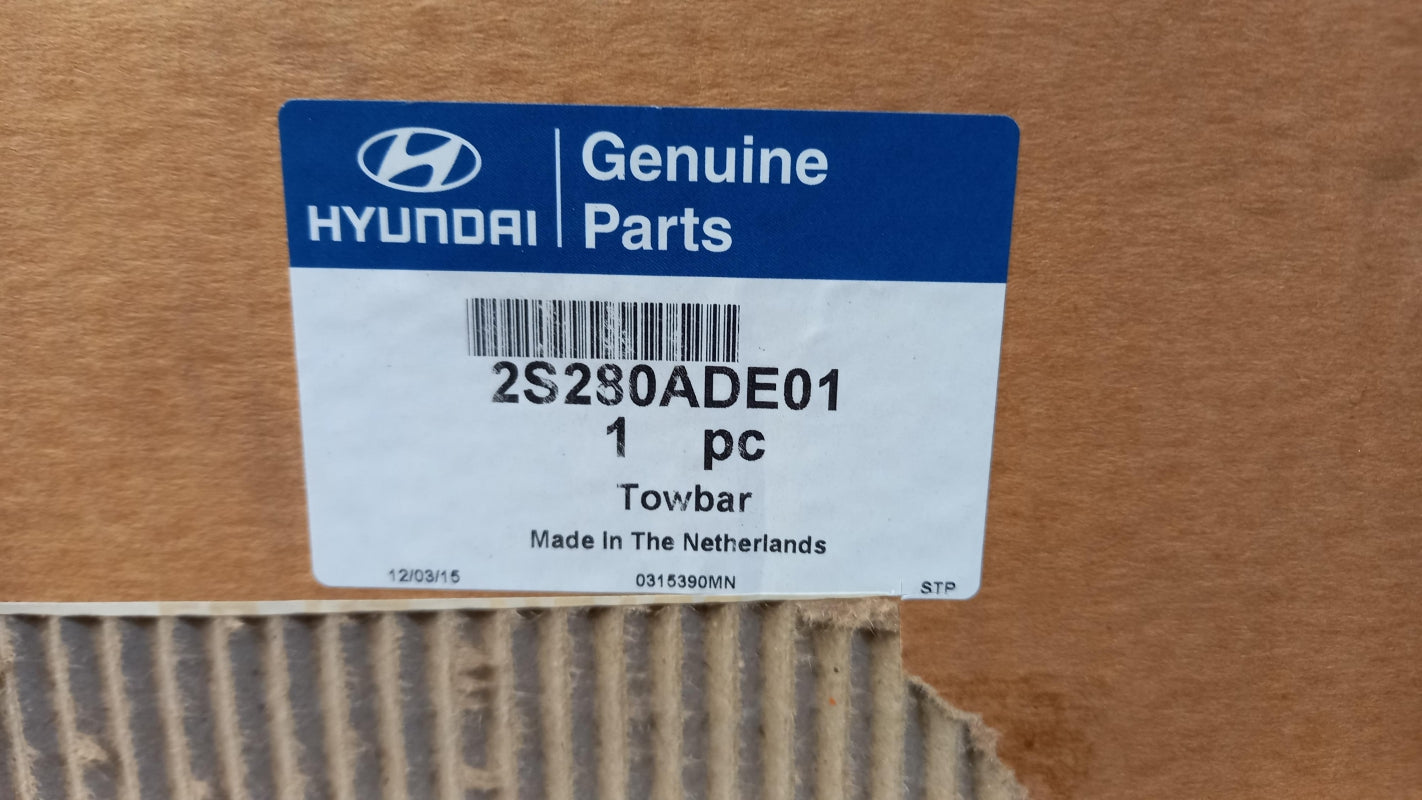 HYUNDAI
Genuine
Parts
2S280ADE01
1 pc
Towbar
Made In The Netherlands
12/03/15 0315390MN STP